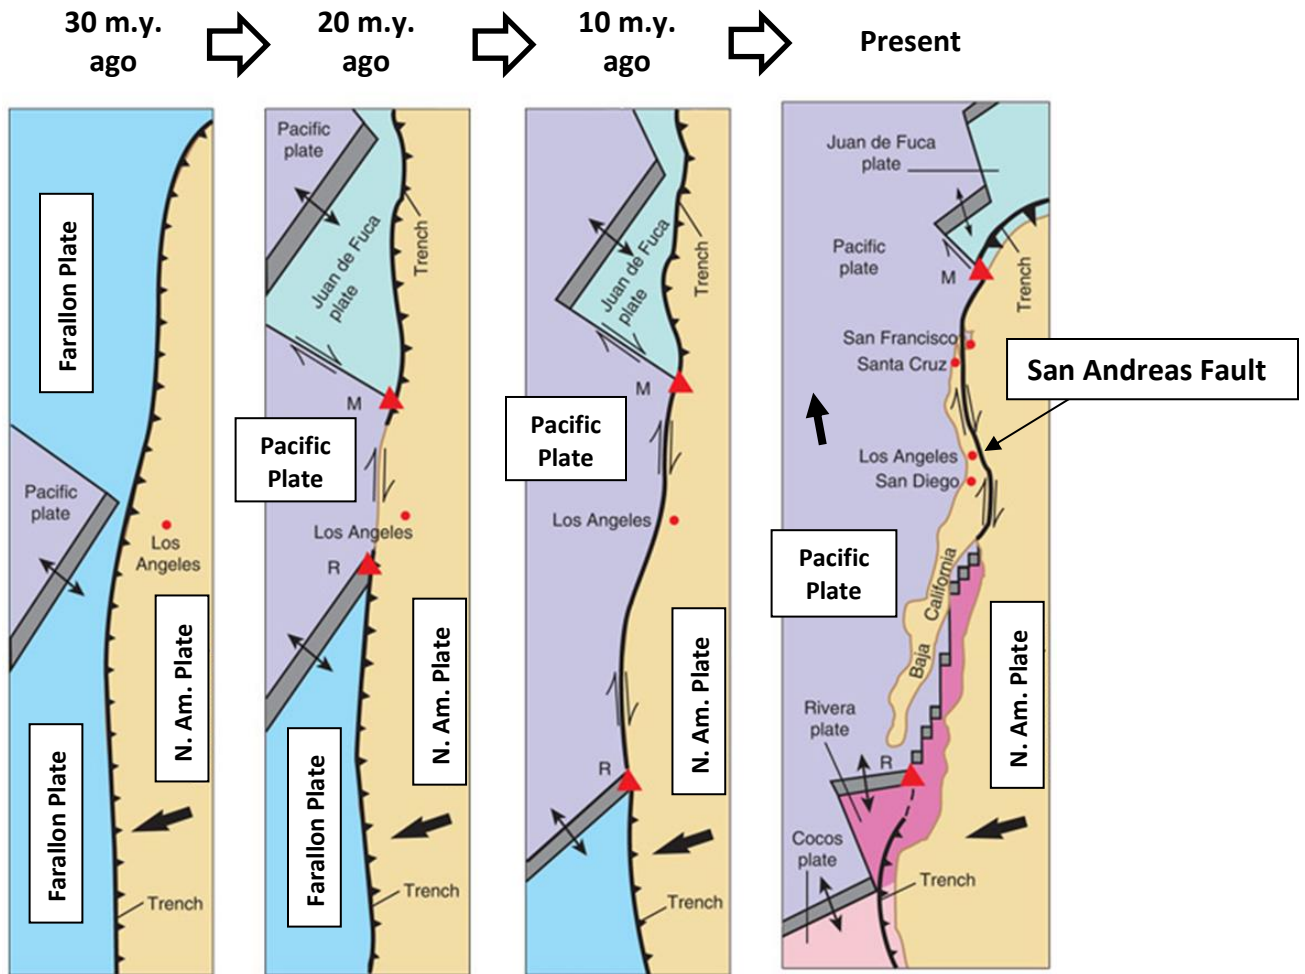 30 m.y.
ago
20 m.y.
ago
10 m.y.
ago
Present
Farallon Plate
Pacific
plate
Los
Angeles
N. Am. Plate
Farallon Plate
Trench
Pacific
plate
Juan de Fuca
plate
Trench
M
Pacific
Plate
Los Angeles
R
N. Am. Plate
Farallon Plate
Trench
Juan de Fuca
plate
Trench
M
Pacific
Plate
Los Angeles
N. Am. Plate
R
Trench
Juan de Fuca
plate
Pacific
plate
M
Trench
San Francisco
Santa Cruz
San Andreas Fault
Los Angeles
San Diego
Pacific
Plate
Baja California
N. Am. Plate
Rivera
plate
R
Cocos
plate
Trench